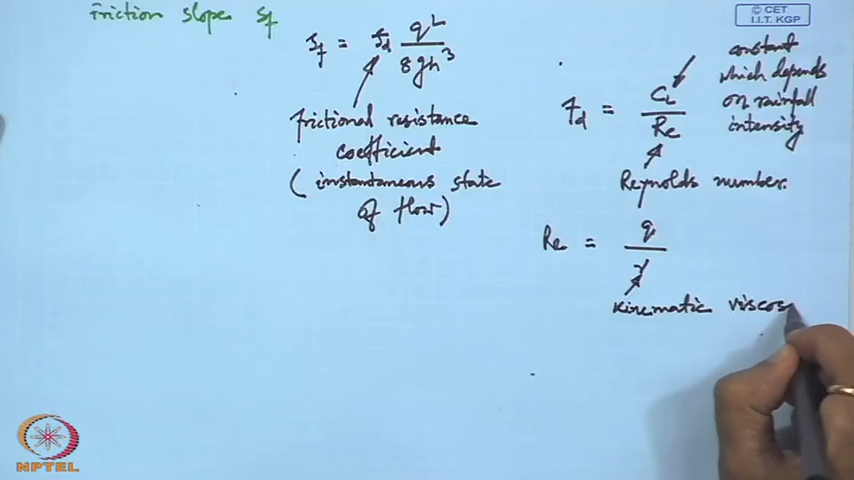 friction slope Sf
© CET
I.I.T. KGP
Sf = fd q² / 8gh³
frictional resistance
coefficient
(instantaneous state
of flow)
fd = CL / Re
constant
which depends
on rainfall
intensity
Reynolds number.
Re = q / ν
kinematic viscos
NPTEL